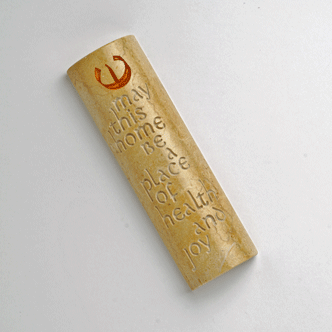 ש
may
this
home
BE
a
place
of
health
and
joy